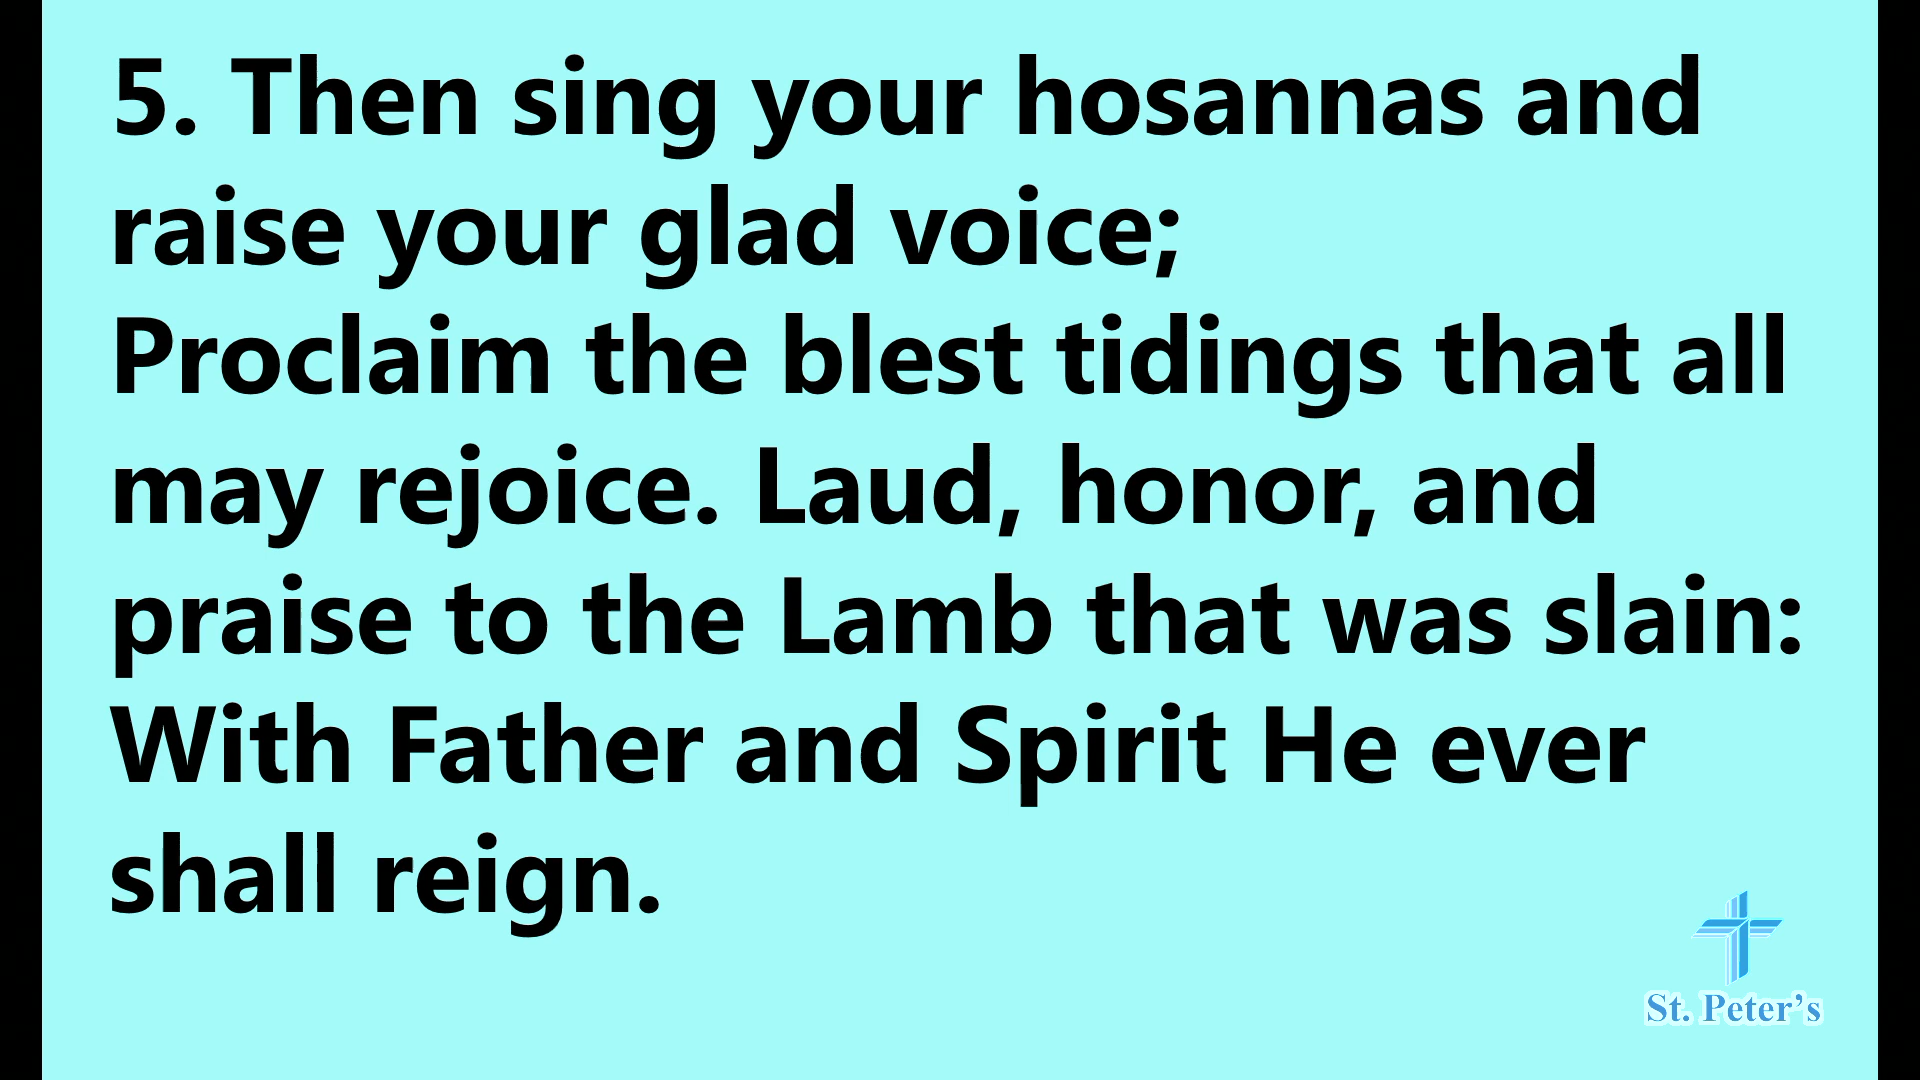 5. Then sing your hosannas and
raise your glad voice;
Proclaim the blest tidings that all
may rejoice. Laud, honor, and
praise to the Lamb that was slain:
With Father and Spirit He ever
shall reign.
St. Peter’s